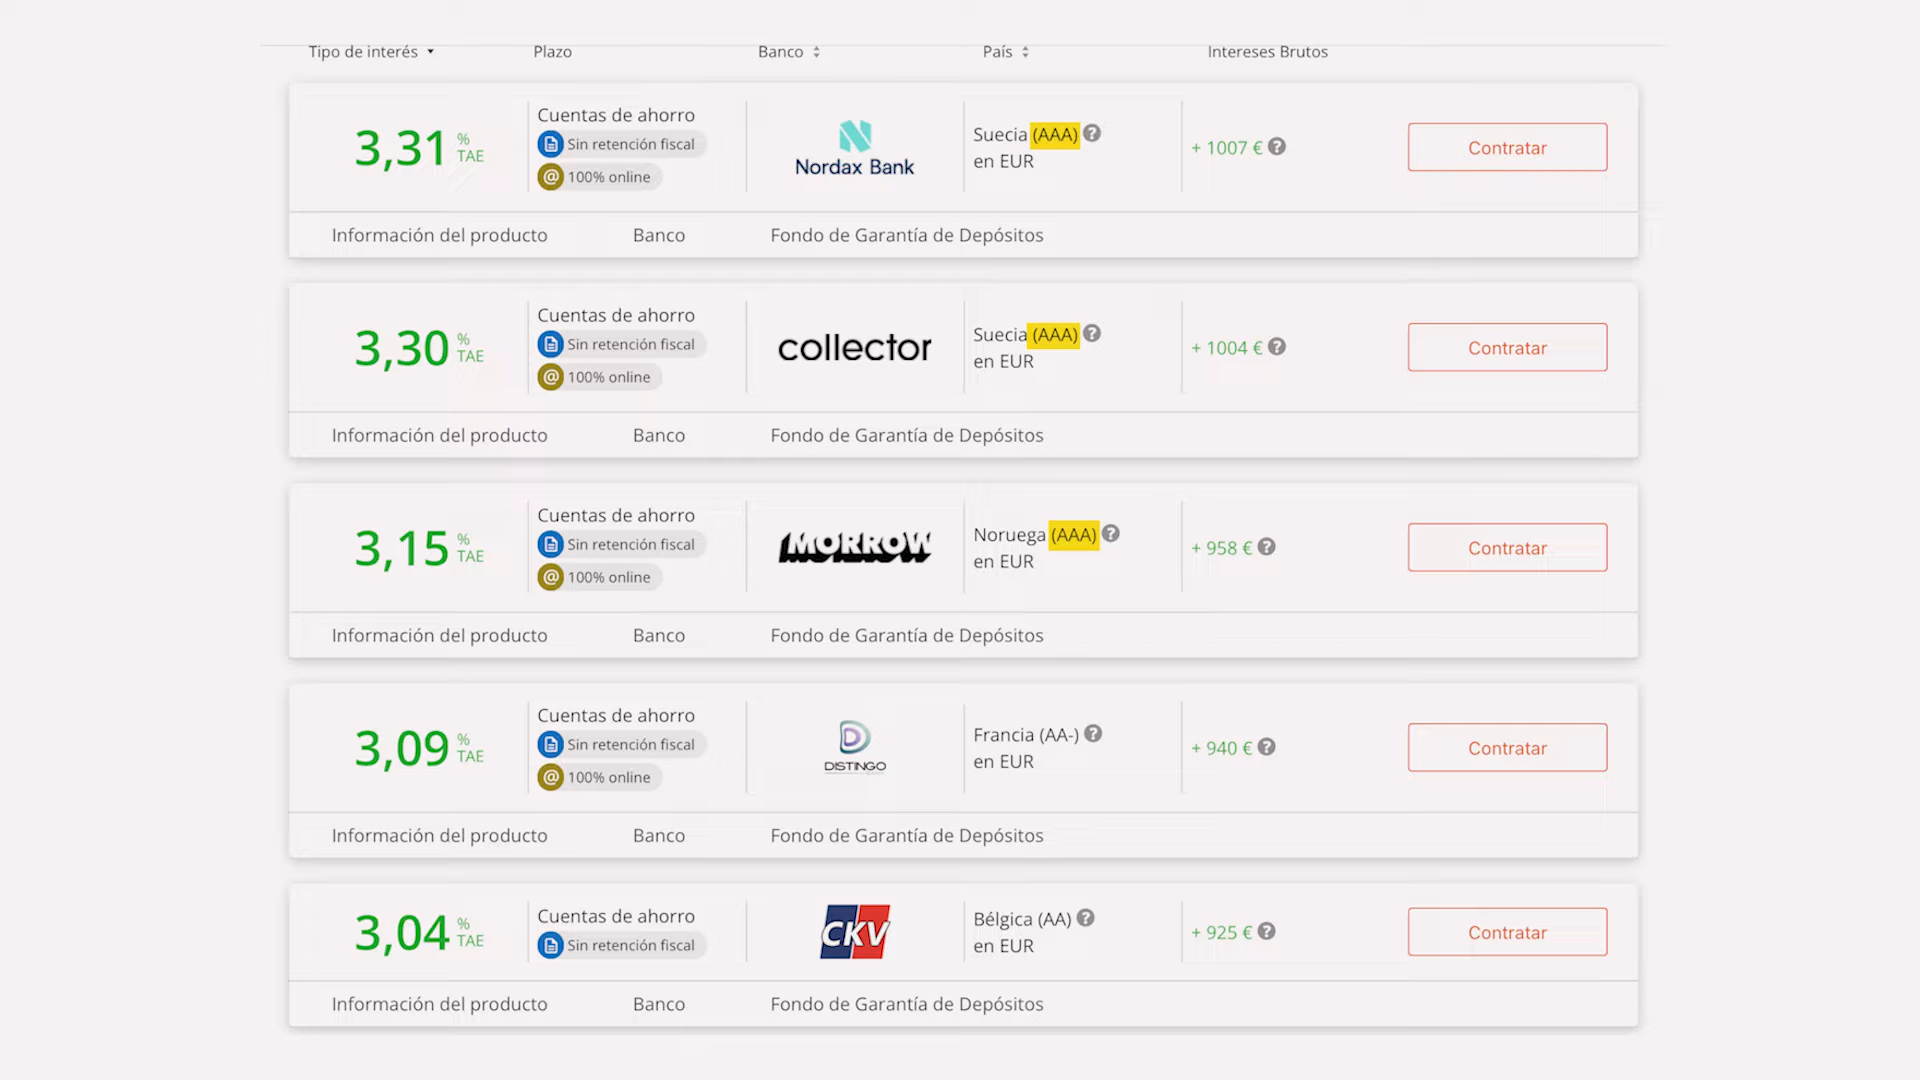 Tipo de interés Plazo Banco País Intereses Brutos
3,31 % TAE
Cuentas de ahorro
Sin retención fiscal
@ 100% online
Nordax Bank
Suecia (AAA) ?
en EUR
+ 1007 € ?
Contratar
Información del producto Banco Fondo de Garantía de Depósitos
3,30 % TAE
Cuentas de ahorro
Sin retención fiscal
@ 100% online
collector
Suecia (AAA) ?
en EUR
+ 1004 € ?
Contratar
Información del producto Banco Fondo de Garantía de Depósitos
3,15 % TAE
Cuentas de ahorro
Sin retención fiscal
@ 100% online
MORROW
Noruega (AAA) ?
en EUR
+ 958 € ?
Contratar
Información del producto Banco Fondo de Garantía de Depósitos
3,09 % TAE
Cuentas de ahorro
Sin retención fiscal
@ 100% online
DISTINGO
Francia (AA-) ?
en EUR
+ 940 € ?
Contratar
Información del producto Banco Fondo de Garantía de Depósitos
3,04 % TAE
Cuentas de ahorro
Sin retención fiscal
CKV
Bélgica (AA) ?
en EUR
+ 925 € ?
Contratar
Información del producto Banco Fondo de Garantía de Depósitos